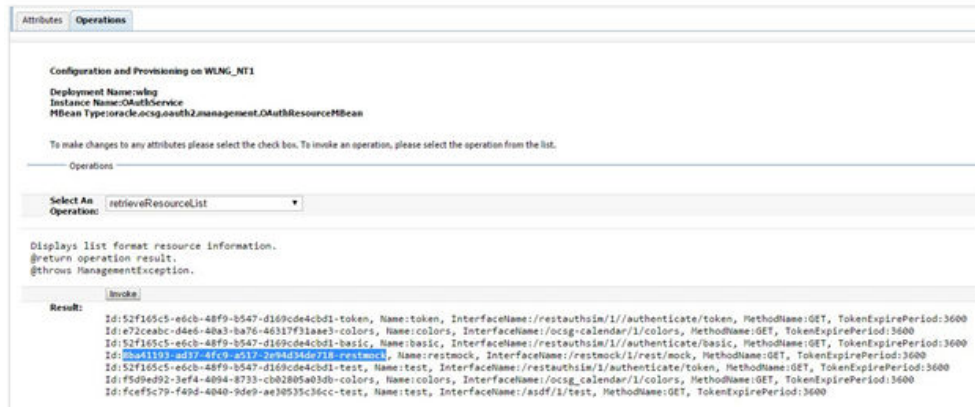 Attributes Operations
Configuration and Provisioning on WLNG_NT1
Deployment Name:wlng
Instance Name:OAuthService
MBean Type:oracle.ocsg.oauth2.management.OAuthResourceMBean
To make changes to any attributes please select the check box. To invoke an operation, please select the operation from the list.
Operations
Select An Operation: retrieveResourceList
Displays list format resource information.
@return operation result.
@throws ManagementException.
Invoke
Result:
Id:52f165c5-e6cb-48f9-b547-d169cde4cbd1-token, Name:token, InterfaceName:/restauthsim/1//authenticate/token, MethodName:GET, TokenExpirePeriod:3600
Id:e72ceabc-d4e6-40a3-ba76-46317f31aae3-colors, Name:colors, InterfaceName:/ocsg-calendar/1/colors, MethodName:GET, TokenExpirePeriod:3600
Id:52f165c5-e6cb-48f9-b547-d169cde4cbd1-basic, Name:basic, InterfaceName:/restauthsim/1//authenticate/basic, MethodName:GET, TokenExpirePeriod:3600
Id:8ba41193-ad37-4fc9-a517-2e94d34de718-restmock, Name:restmock, InterfaceName:/restmock/1/rest/mock, MethodName:GET, TokenExpirePeriod:3600
Id:52f165c5-e6cb-48f9-b547-d169cde4cbd1-test, Name:test, InterfaceName:/restauthsim/1/authenticate/token, MethodName:GET, TokenExpirePeriod:3600
Id:f5d9ed92-3ef4-4094-8733-cb02805a03db-colors, Name:colors, InterfaceName:/ocsg_calendar/1/colors, MethodName:GET, TokenExpirePeriod:3600
Id:fcef5c79-f49d-4040-9de9-ae30535c36cc-test, Name:test, InterfaceName:/asdf/1/test, MethodName:GET, TokenExpirePeriod:3600